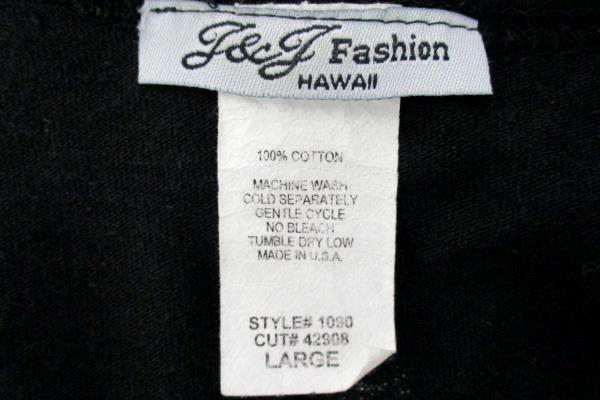 J&J Fashion
HAWAII
100% COTTON
MACHINE WASH
COLD SEPARATELY
GENTLE CYCLE
NO BLEACH
TUMBLE DRY LOW
MADE IN U.S.A.
STYLE# 1090
CUT# 42908
LARGE